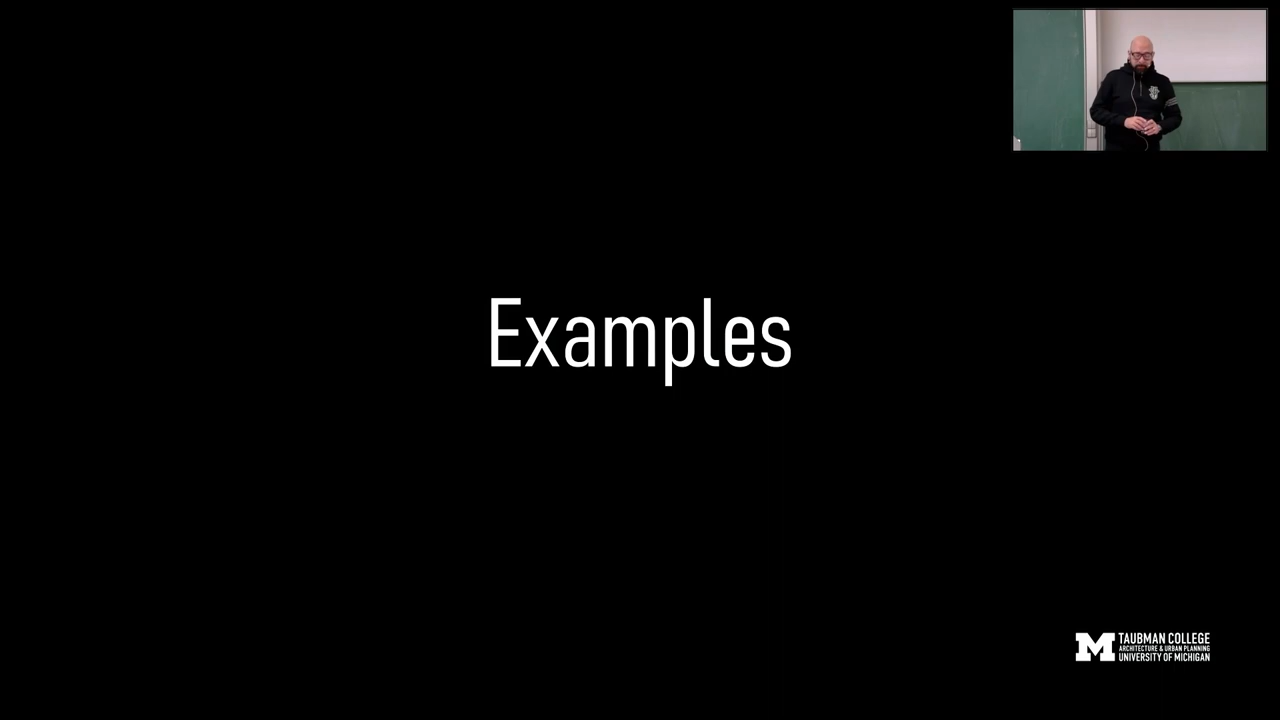 Examples
TAUBMAN COLLEGE
ARCHITECTURE & URBAN PLANNING
UNIVERSITY OF MICHIGAN